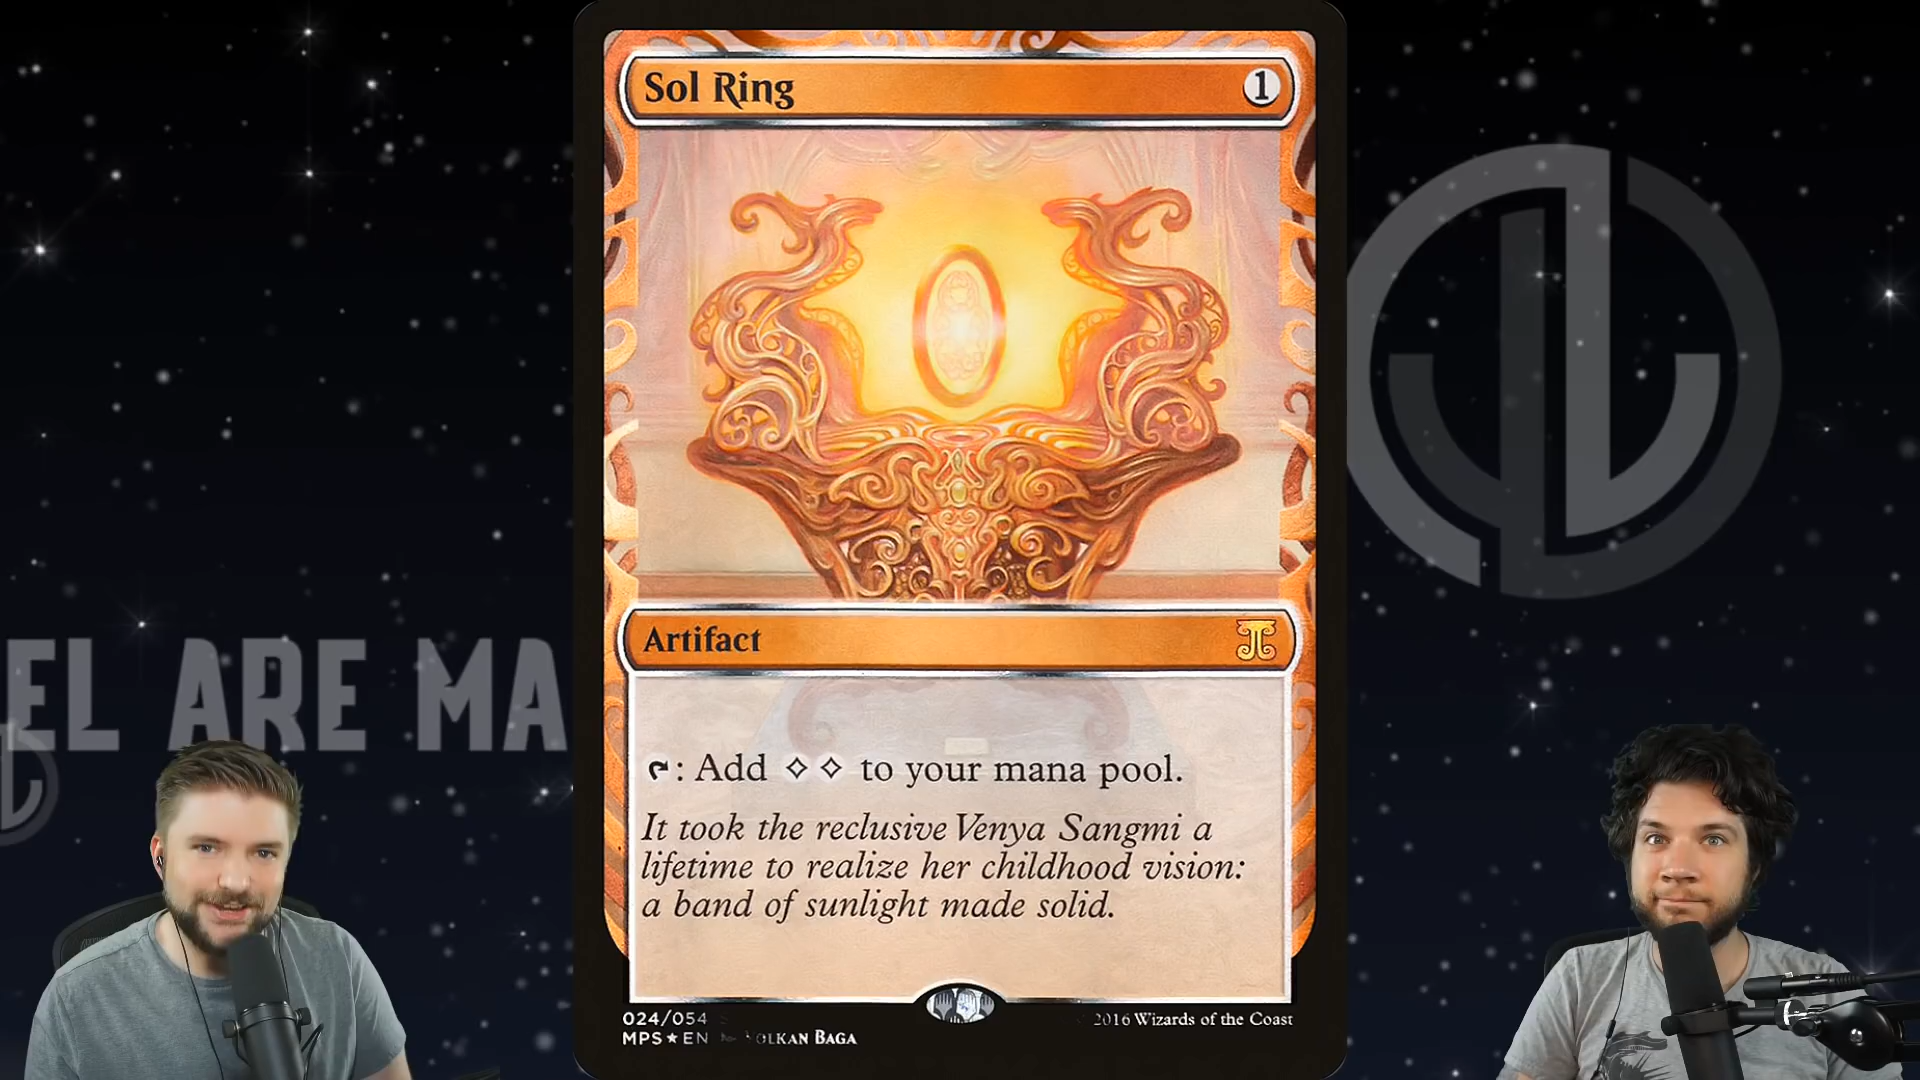 Sol Ring
1
EL ARE MA
Artifact
: Add to your mana pool.
It took the reclusive Venya Sangmi a
lifetime to realize her childhood vision:
a band of sunlight made solid.
024/054
2016 Wizards of the Coast
MPS★EN
OLKAN BAGA